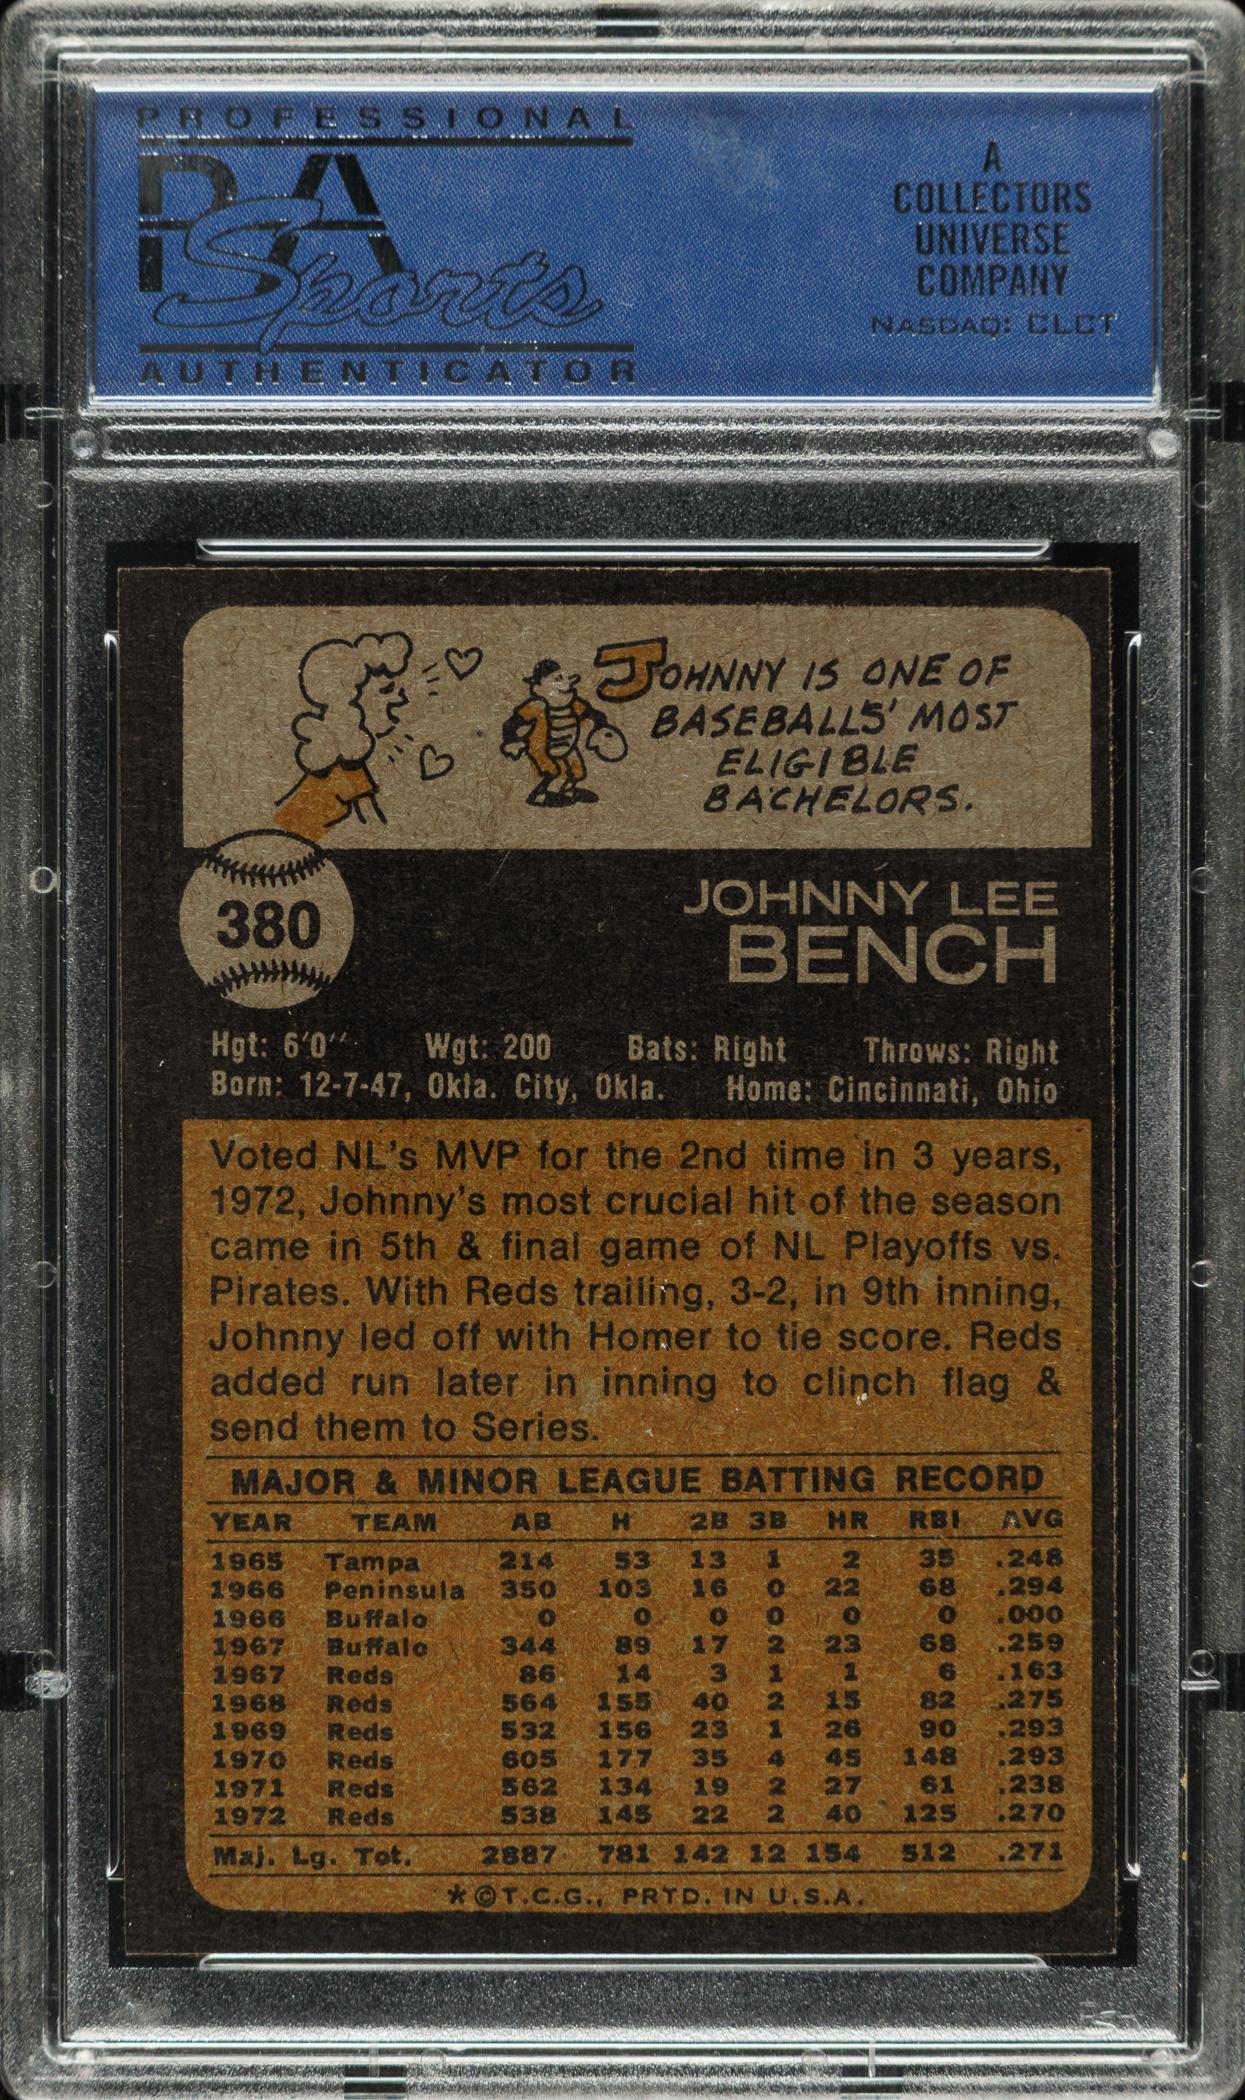 PROFESSIONAL
PSA
Sports
AUTHENTICATOR
A
COLLECTORS
UNIVERSE
COMPANY
NASDAQ: CLCT
JOHNNY IS ONE OF
BASEBALLS' MOST
ELIGIBLE
BACHELORS.
380
JOHNNY LEE
BENCH
Hgt: 6'0" Wgt: 200 Bats: Right Throws: Right
Born: 12-7-47, Okla. City, Okla. Home: Cincinnati, Ohio
Voted NL's MVP for the 2nd time in 3 years,
1972, Johnny's most crucial hit of the season
came in 5th & final game of NL Playoffs vs.
Pirates. With Reds trailing, 3-2, in 9th inning,
Johnny led off with Homer to tie score. Reds
added run later in inning to clinch flag &
send them to Series.
MAJOR & MINOR LEAGUE BATTING RECORD
YEAR TEAM AB H 2B 3B HR RBI AVG
1965 Tampa 214 53 13 1 2 35 .248
1966 Peninsula 350 103 16 0 22 68 .294
1966 Buffalo 0 0 0 0 0 0 .000
1967 Buffalo 344 89 17 2 23 68 .259
1967 Reds 86 14 3 1 1 6 .163
1968 Reds 564 155 40 2 15 82 .275
1969 Reds 532 156 23 1 26 90 .293
1970 Reds 605 177 35 4 45 148 .293
1971 Reds 562 134 19 2 27 61 .238
1972 Reds 538 145 22 2 40 125 .270
Maj. Lg. Tot. 2887 781 142 12 154 512 .271
*©T.C.G., PRTD. IN U.S.A.
PSA